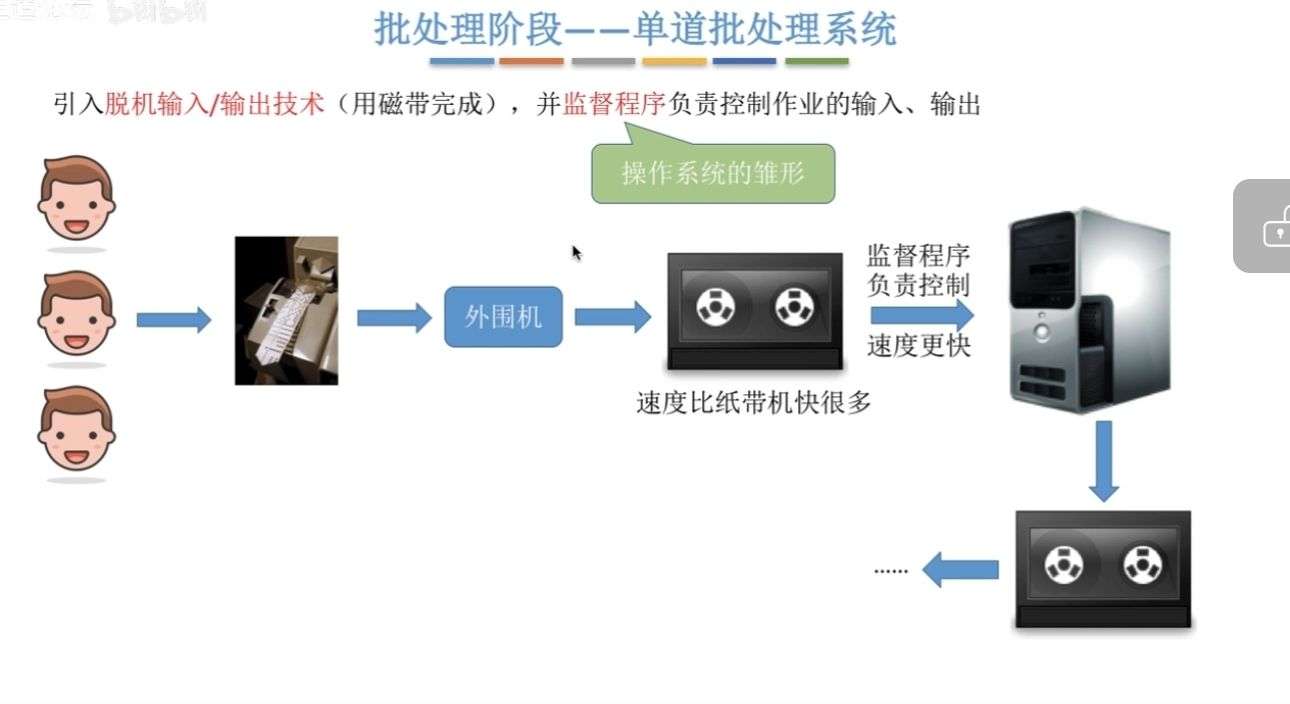 批处理阶段——单道批处理系统
引入脱机输入/输出技术（用磁带完成），并监督程序负责控制作业的输入、输出
操作系统的雏形
外围机
速度比纸带机快很多
监督程序
负责控制
速度更快
......